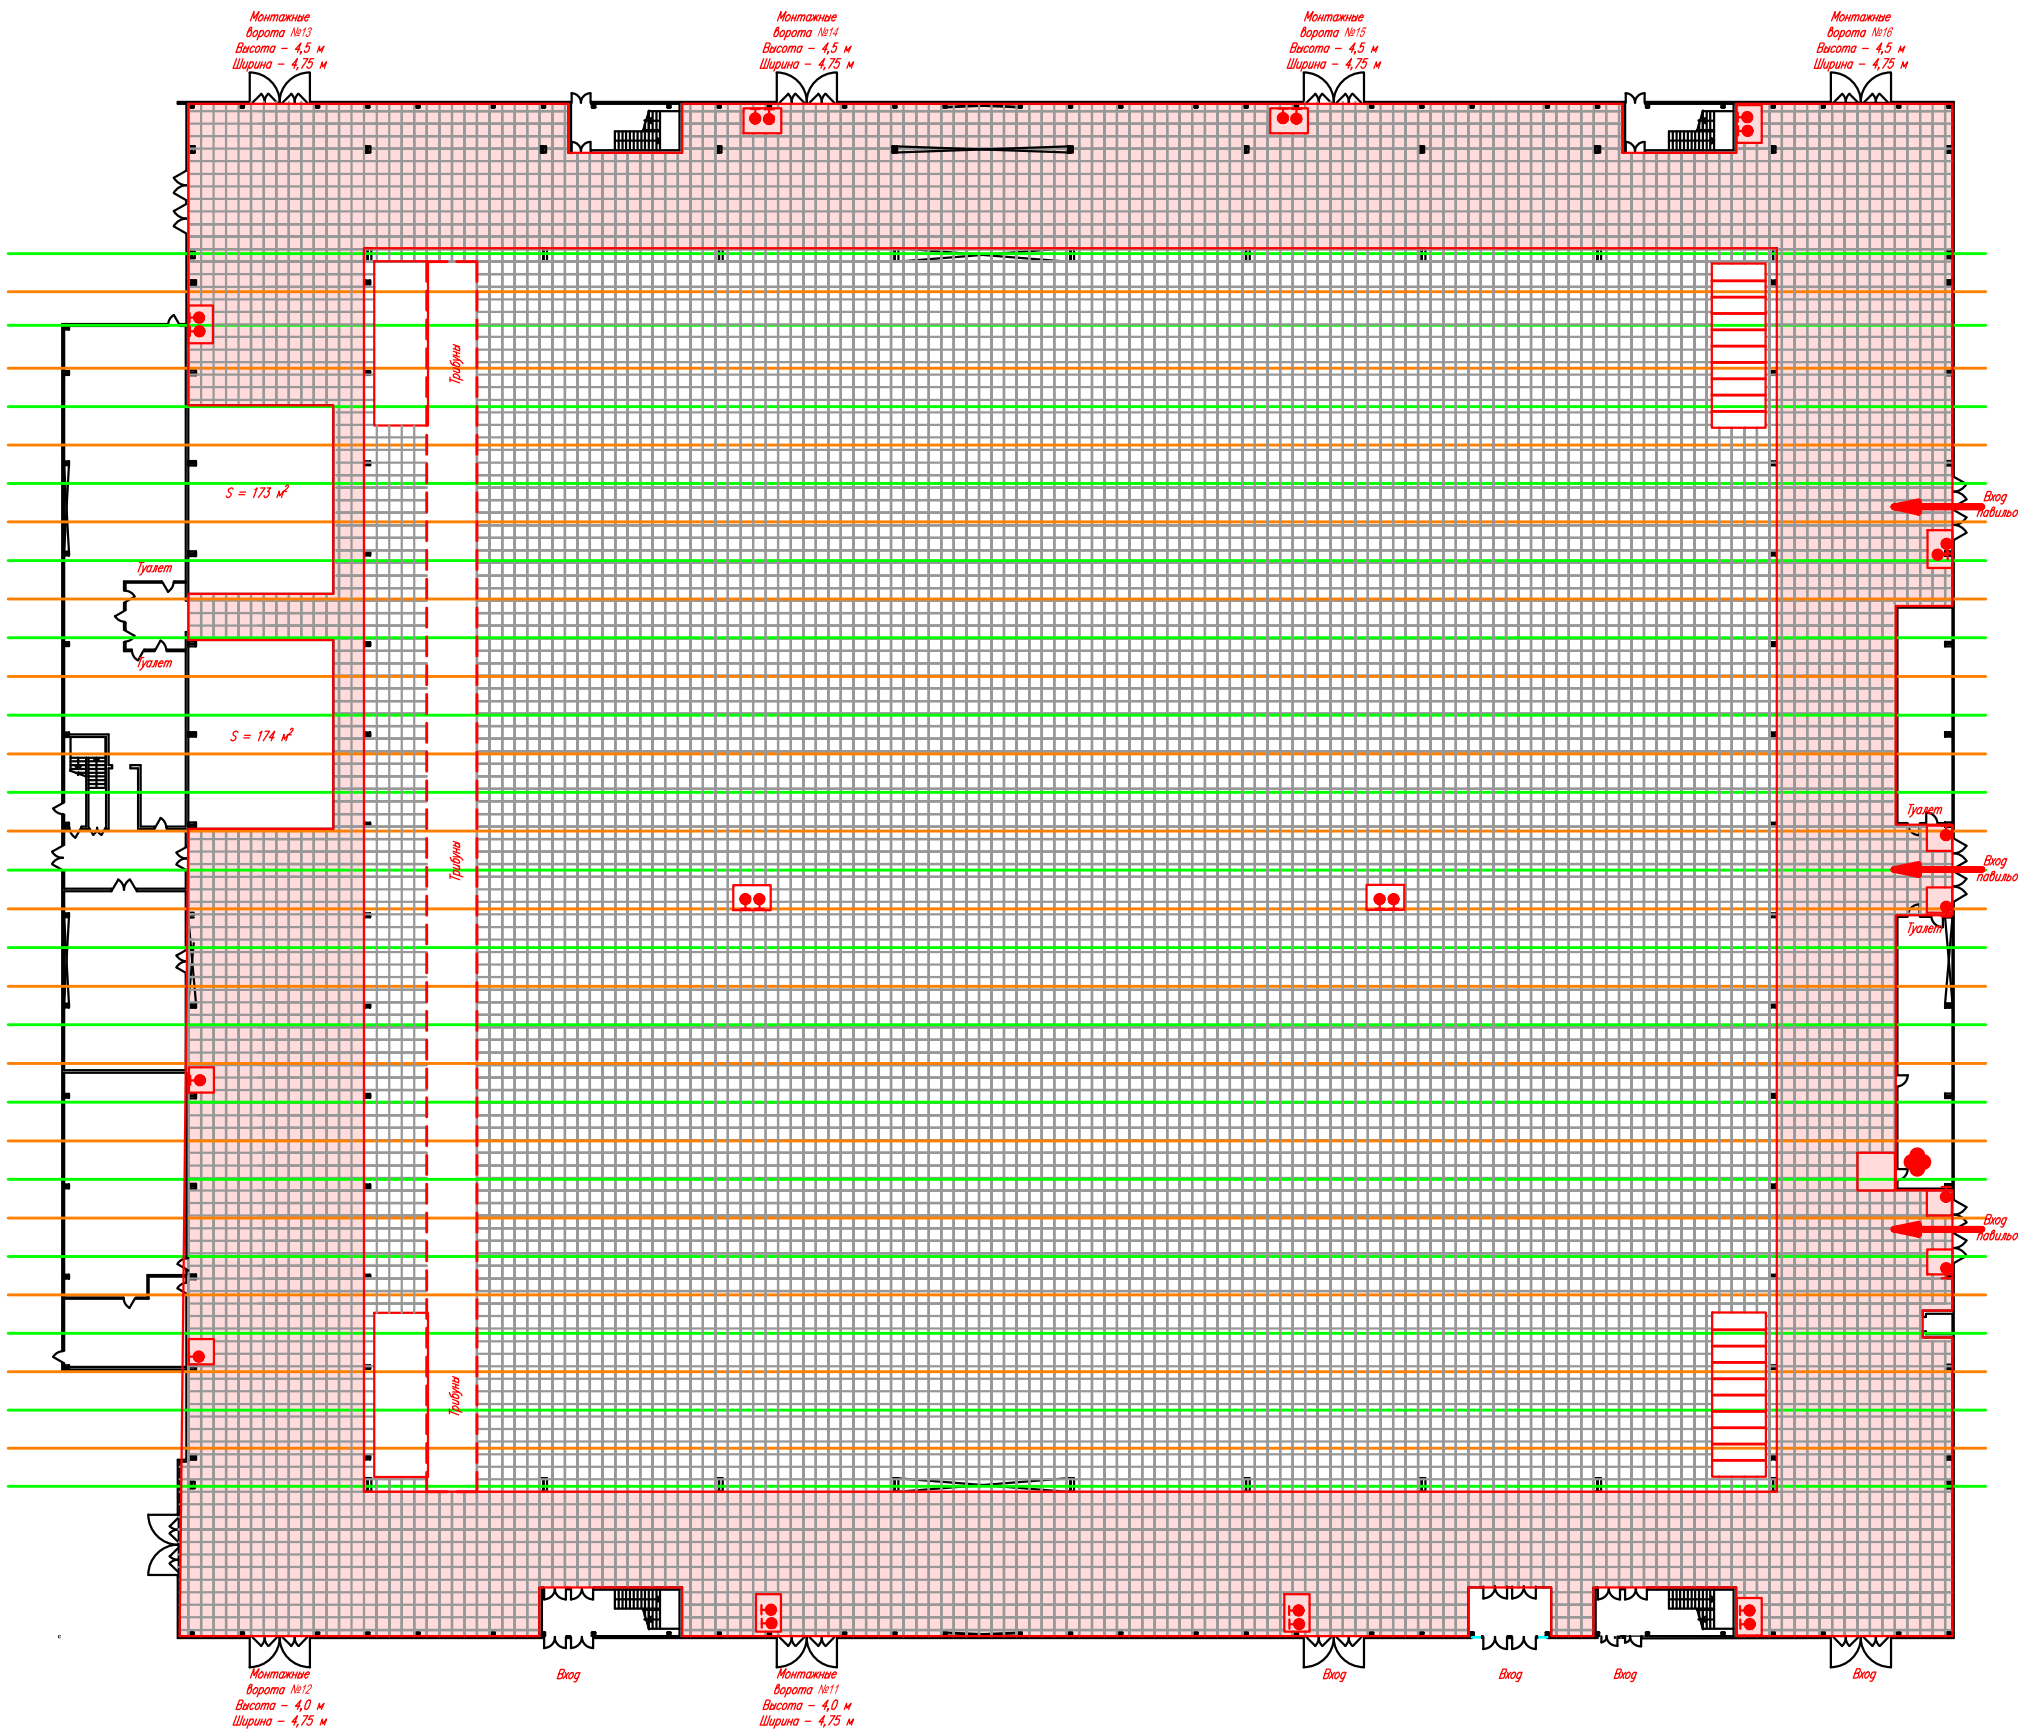 Монтажные
ворота №13
Высота – 4,5 м
Ширина – 4,75 м
Монтажные
ворота №14
Высота – 4,5 м
Ширина – 4,75 м
Монтажные
ворота №15
Высота – 4,5 м
Ширина – 4,75 м
Монтажные
ворота №16
Высота – 4,5 м
Ширина – 4,75 м
Трибуны
S = 173 м²
Вход
павильо
Туалет
Туалет
S = 174 м²
Туалет
Трибуны
Вход
павильо
Туалет
Вход
павильо
Трибуны
Монтажные
ворота №12
Высота – 4,0 м
Ширина – 4,75 м
Вход
Монтажные
ворота №11
Высота – 4,0 м
Ширина – 4,75 м
Вход
Вход
Вход
Вход